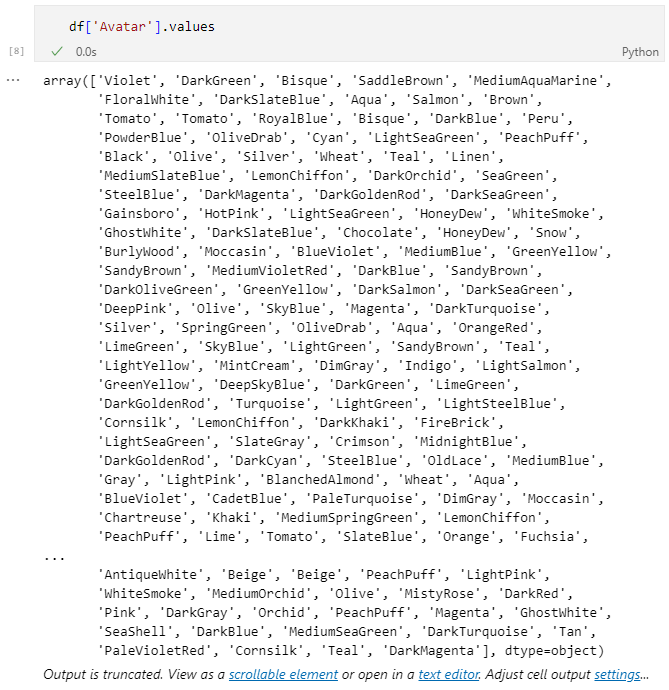 df['Avatar'].values
[8]
0.0s
Python
...
array(['Violet', 'DarkGreen', 'Bisque', 'SaddleBrown', 'MediumAquaMarine',
'FloralWhite', 'DarkSlateBlue', 'Aqua', 'Salmon', 'Brown',
'Tomato', 'Tomato', 'RoyalBlue', 'Bisque', 'DarkBlue', 'Peru',
'PowderBlue', 'OliveDrab', 'Cyan', 'LightSeaGreen', 'PeachPuff',
'Black', 'Olive', 'Silver', 'Wheat', 'Teal', 'Linen',
'MediumSlateBlue', 'LemonChiffon', 'DarkOrchid', 'SeaGreen',
'SteelBlue', 'DarkMagenta', 'DarkGoldenRod', 'DarkSeaGreen',
'Gainsboro', 'HotPink', 'LightSeaGreen', 'HoneyDew', 'WhiteSmoke',
'GhostWhite', 'DarkSlateBlue', 'Chocolate', 'HoneyDew', 'Snow',
'BurlyWood', 'Moccasin', 'BlueViolet', 'MediumBlue', 'GreenYellow',
'SandyBrown', 'MediumVioletRed', 'DarkBlue', 'SandyBrown',
'DarkOliveGreen', 'GreenYellow', 'DarkSalmon', 'DarkSeaGreen',
'DeepPink', 'Olive', 'SkyBlue', 'Magenta', 'DarkTurquoise',
'Silver', 'SpringGreen', 'OliveDrab', 'Aqua', 'OrangeRed',
'LimeGreen', 'SkyBlue', 'LightGreen', 'SandyBrown', 'Teal',
'LightYellow', 'MintCream', 'DimGray', 'Indigo', 'LightSalmon',
'GreenYellow', 'DeepSkyBlue', 'DarkGreen', 'LimeGreen',
'DarkGoldenRod', 'Turquoise', 'LightGreen', 'LightSteelBlue',
'Cornsilk', 'LemonChiffon', 'DarkKhaki', 'FireBrick',
'LightSeaGreen', 'SlateGray', 'Crimson', 'MidnightBlue',
'DarkGoldenRod', 'DarkCyan', 'SteelBlue', 'OldLace', 'MediumBlue',
'Gray', 'LightPink', 'BlanchedAlmond', 'Wheat', 'Aqua',
'BlueViolet', 'CadetBlue', 'PaleTurquoise', 'DimGray', 'Moccasin',
'Chartreuse', 'Khaki', 'MediumSpringGreen', 'LemonChiffon',
'PeachPuff', 'Lime', 'Tomato', 'SlateBlue', 'Orange', 'Fuchsia',
...
'AntiqueWhite', 'Beige', 'Beige', 'PeachPuff', 'LightPink',
'WhiteSmoke', 'MediumOrchid', 'Olive', 'MistyRose', 'DarkRed',
'Pink', 'DarkGray', 'Orchid', 'PeachPuff', 'Magenta', 'GhostWhite',
'SeaShell', 'DarkBlue', 'MediumSeaGreen', 'DarkTurquoise', 'Tan',
'PaleVioletRed', 'Cornsilk', 'Teal', 'DarkMagenta'], dtype=object)
Output is truncated. View as a scrollable element or open in a text editor. Adjust cell output settings...